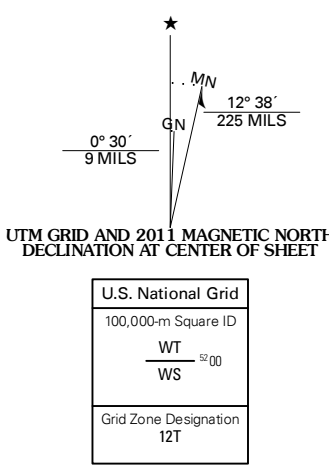 ★
MN
12° 38´
225 MILS
GN
0° 30´
9 MILS
UTM GRID AND 2011 MAGNETIC NORTH
DECLINATION AT CENTER OF SHEET
U.S. National Grid
100,000-m Square ID
WT
5200
WS
Grid Zone Designation
12T